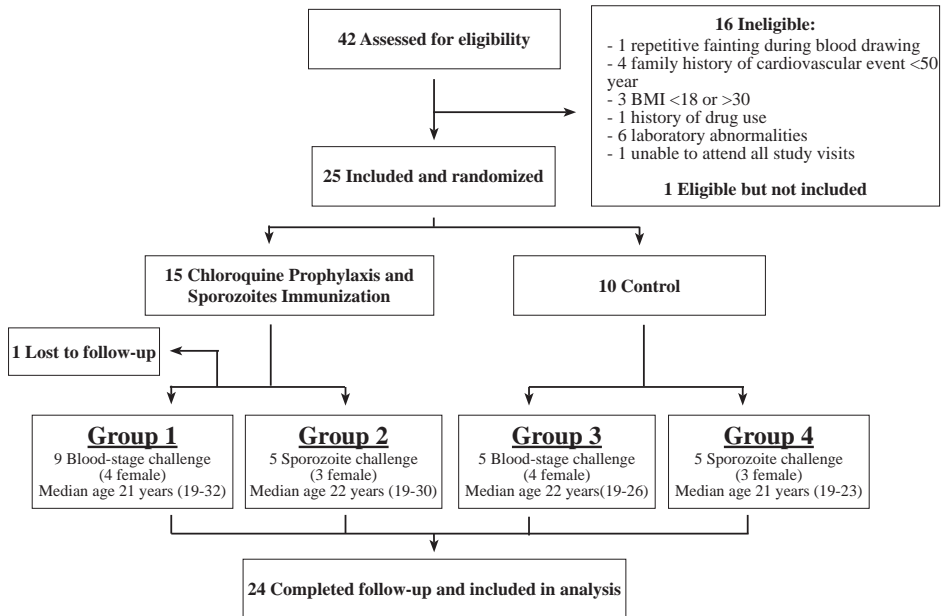 42 Assessed for eligibility
16 Ineligible:
- 1 repetitive fainting during blood drawing
- 4 family history of cardiovascular event <50
year
- 3 BMI <18 or >30
- 1 history of drug use
- 6 laboratory abnormalities
- 1 unable to attend all study visits
1 Eligible but not included
25 Included and randomized
15 Chloroquine Prophylaxis and
Sporozoites Immunization
10 Control
1 Lost to follow-up
Group 1
9 Blood-stage challenge
(4 female)
Median age 21 years (19-32)
Group 2
5 Sporozoite challenge
(3 female)
Median age 22 years (19-30)
Group 3
5 Blood-stage challenge
(4 female)
Median age 22 years(19-26)
Group 4
5 Sporozoite challenge
(3 female)
Median age 21 years (19-23)
24 Completed follow-up and included in analysis